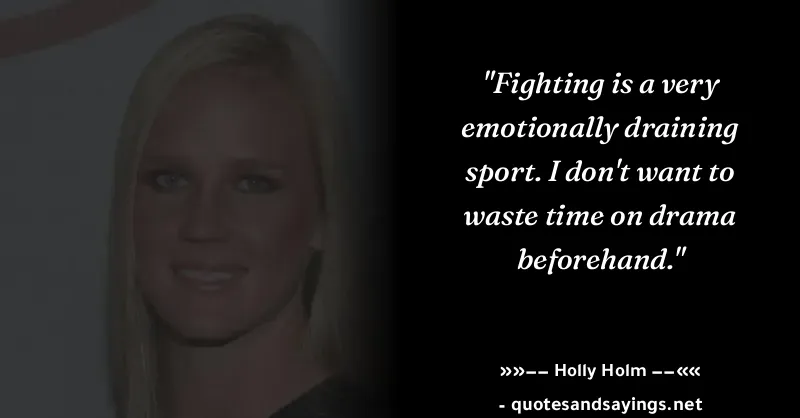 "Fighting is a very
emotionally draining
sport. I don't want to
waste time on drama
beforehand."
»»–– Holly Holm ––««
- quotesandsayings.net